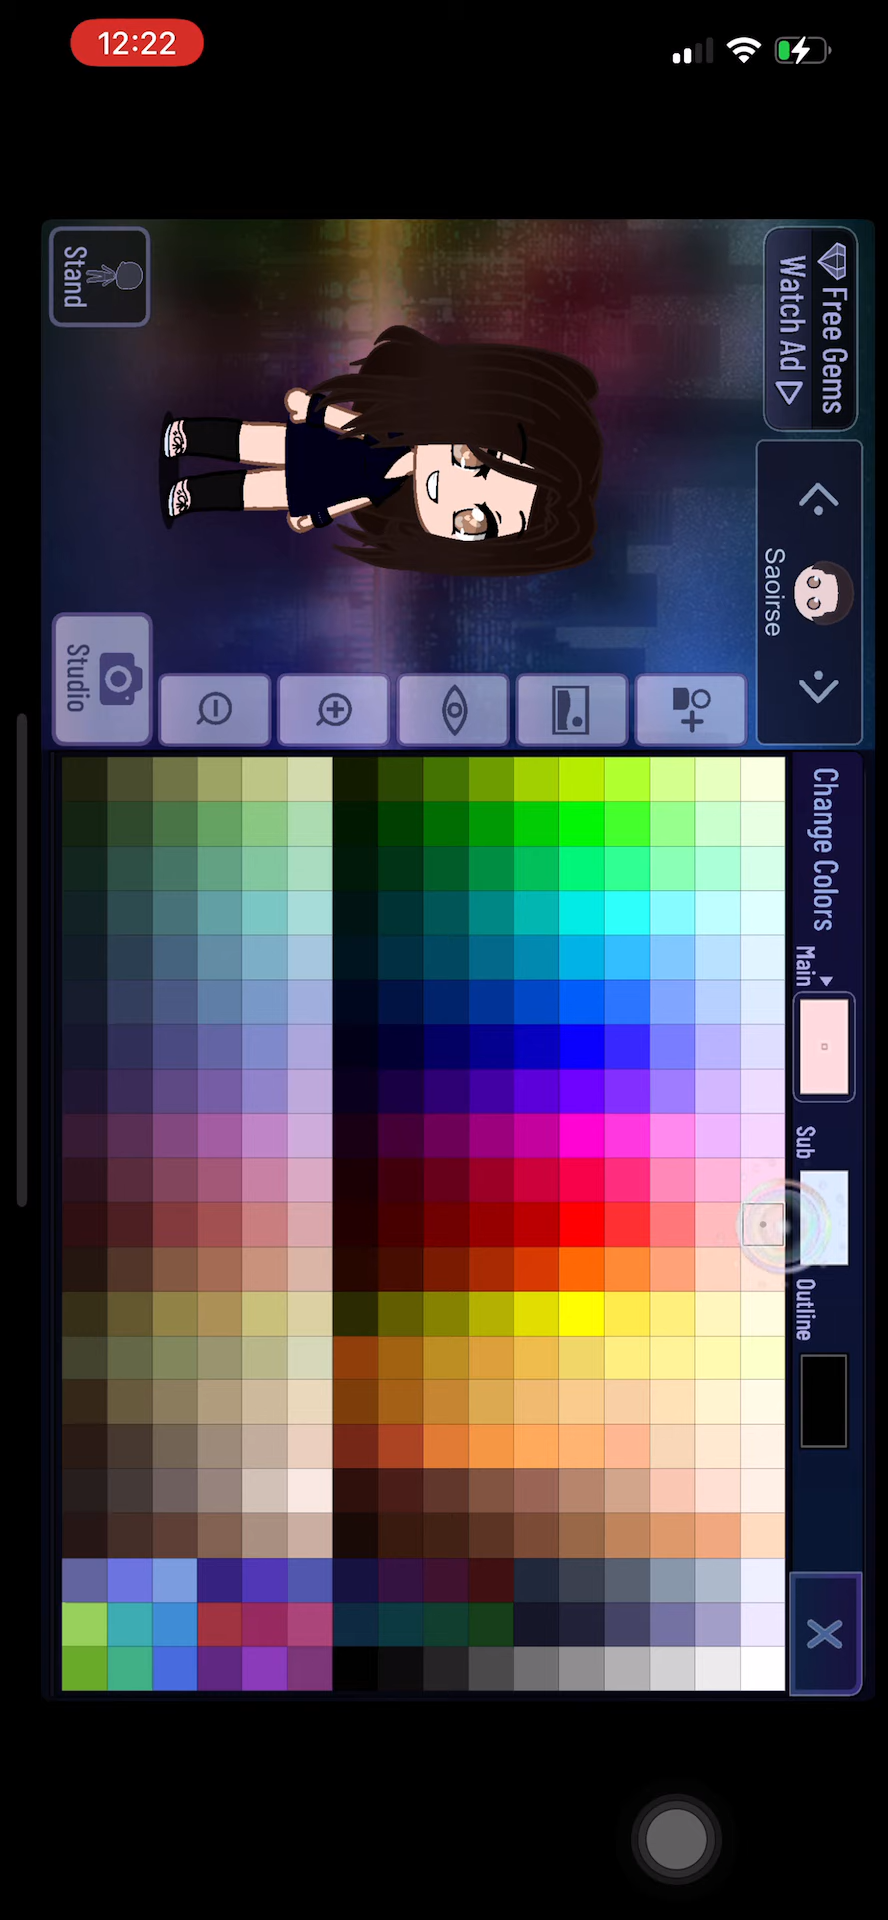 12:22
Free Gems
Watch Ad
Saoirse
Stand
Studio
Change Colors
Main
Sub
Outline
X